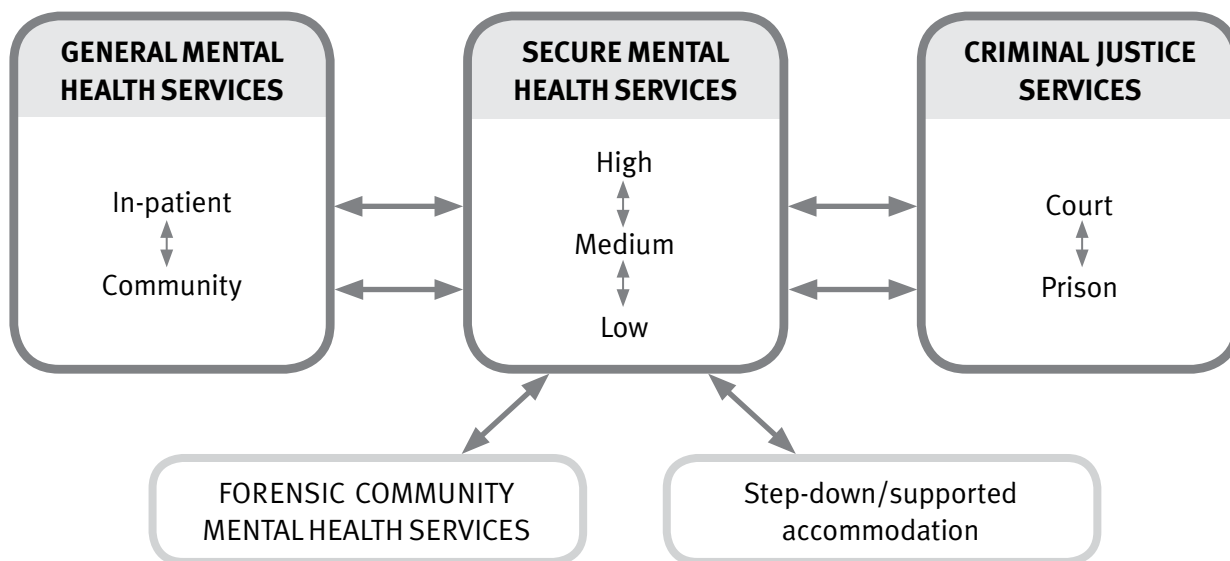 GENERAL MENTAL
HEALTH SERVICES
In-patient
Community
SECURE MENTAL
HEALTH SERVICES
High
Medium
Low
CRIMINAL JUSTICE
SERVICES
Court
Prison
FORENSIC COMMUNITY
MENTAL HEALTH SERVICES
Step-down/supported
accommodation